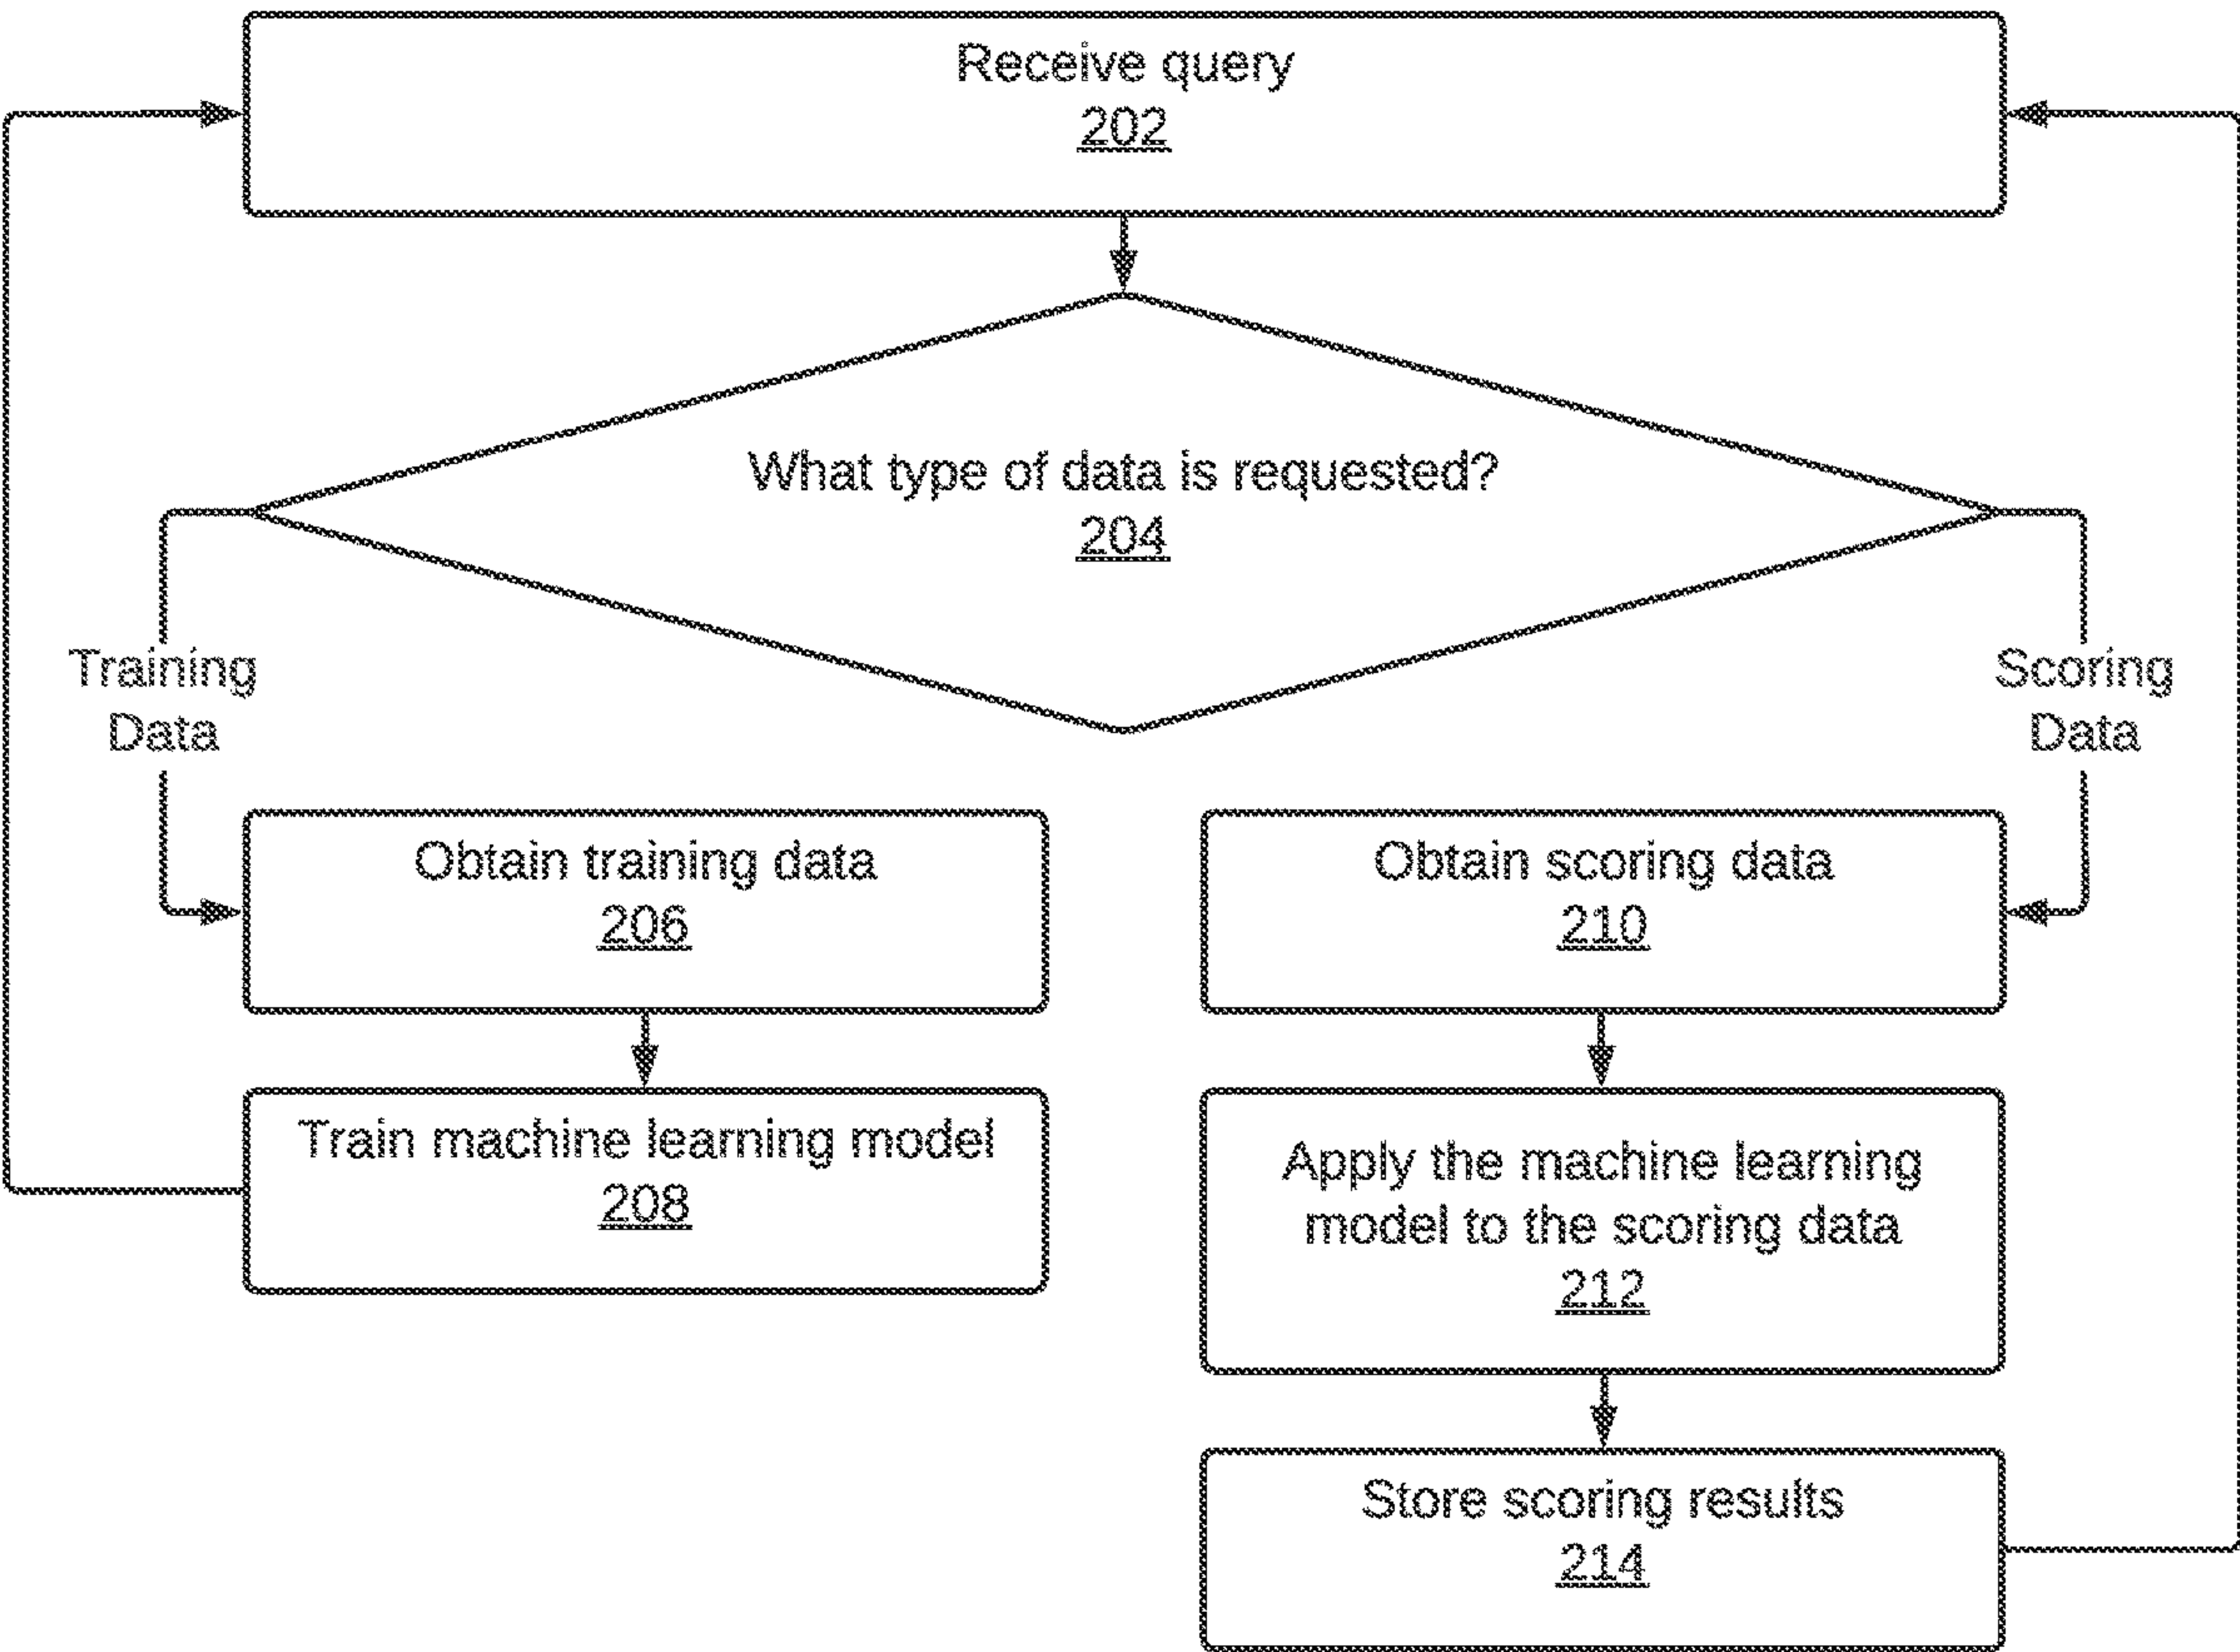 Receive query
202
What type of data is requested?
204
Training
Data
Scoring
Data
Obtain training data
206
Obtain scoring data
210
Train machine learning model
208
Apply the machine learning
model to the scoring data
212
Store scoring results
214